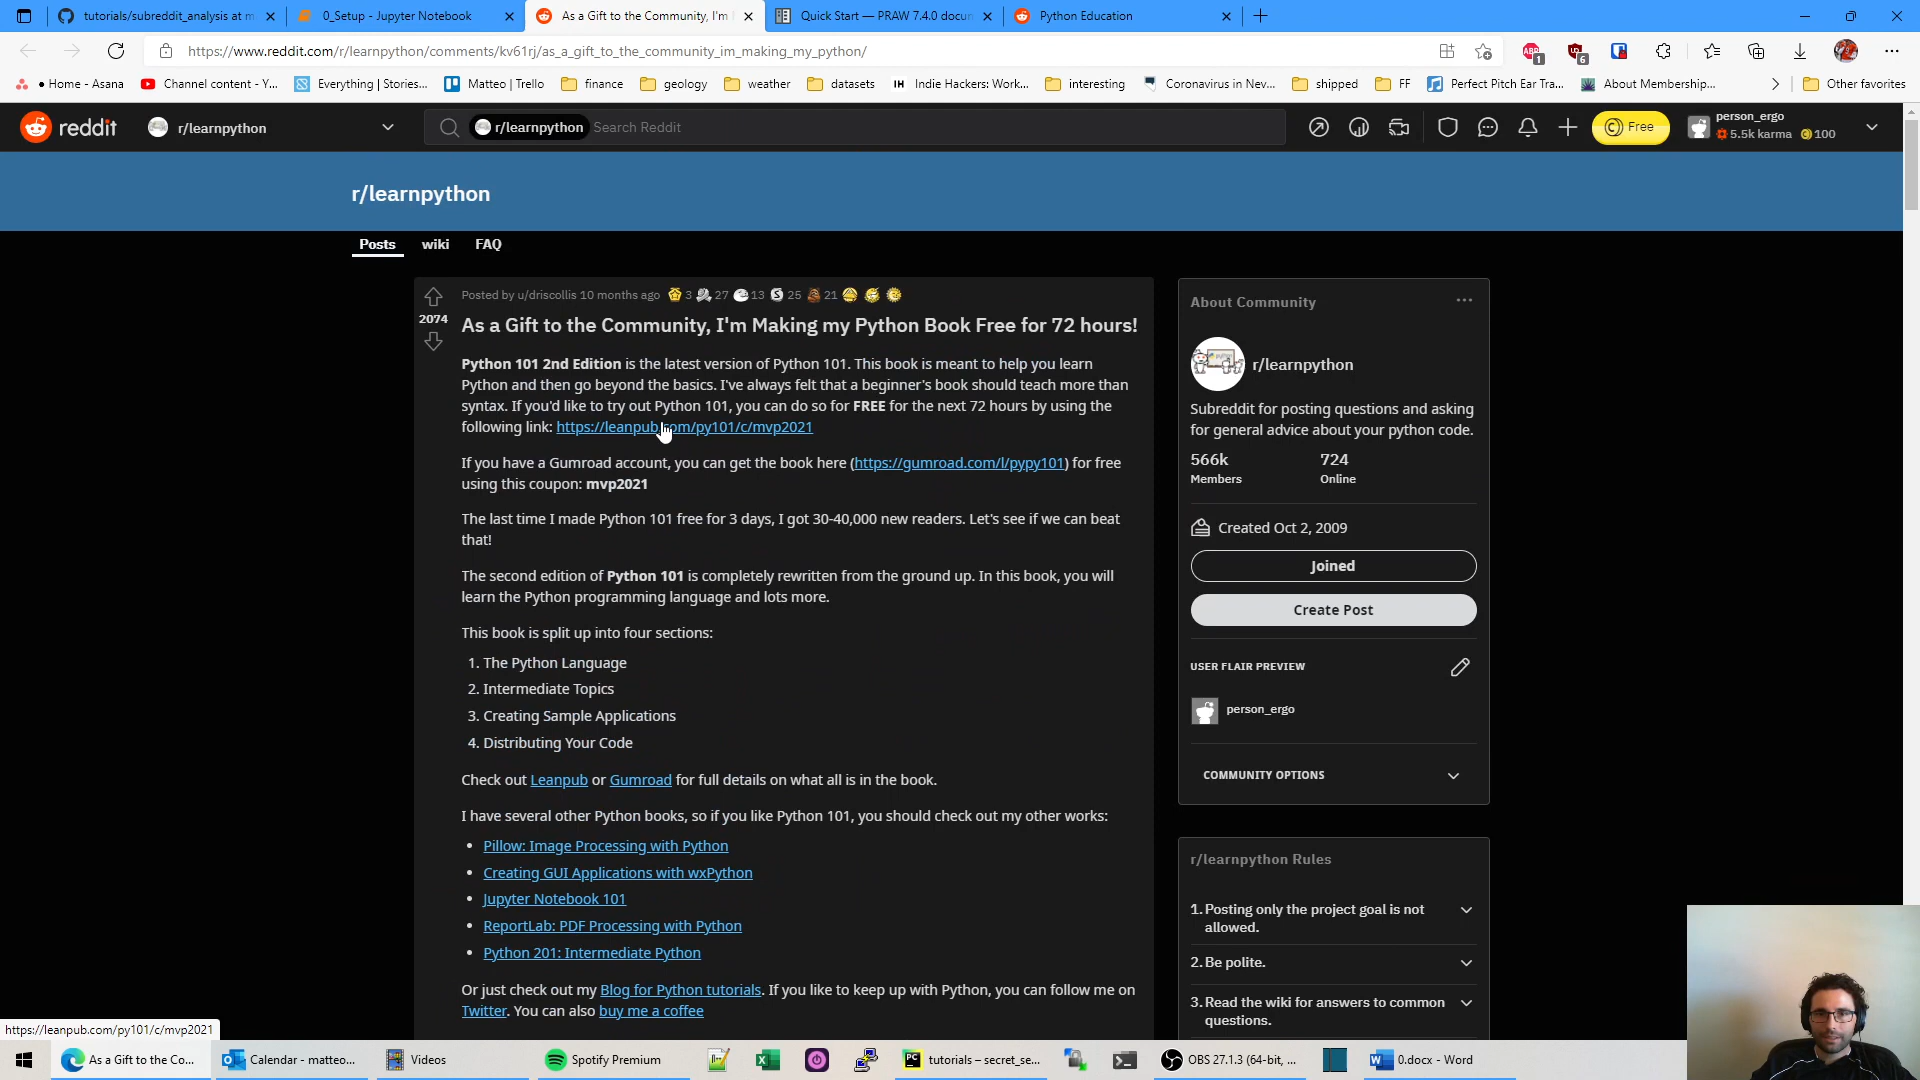 tutorials/subreddit_analysis at m
0_Setup - Jupyter Notebook
As a Gift to the Community, I'm
Quick Start — PRAW 7.4.0 docu
Python Education
https://www.reddit.com/r/learnpython/comments/kv61rj/as_a_gift_to_the_community_im_making_my_python/
ABP
1
6
• Home - Asana
Channel content - Y...
Everything | Stories...
Matteo | Trello
finance
geology
weather
datasets
IH
Indie Hackers: Work...
interesting
Coronavirus in Nev...
shipped
FF
Perfect Pitch Ear Tra...
About Membership...
Other favorites
reddit
r/learnpython
r/learnpython
Search Reddit
Free
person_ergo
5.5k karma
100
r/learnpython
Posts
wiki
FAQ
Posted by u/driscollis 10 months ago 3 27 13 25 21
2074
As a Gift to the Community, I'm Making my Python Book Free for 72 hours!
Python 101 2nd Edition is the latest version of Python 101. This book is meant to help you learn
Python and then go beyond the basics. I've always felt that a beginner's book should teach more than
syntax. If you'd like to try out Python 101, you can do so for FREE for the next 72 hours by using the
following link: https://leanpub.com/py101/c/mvp2021
If you have a Gumroad account, you can get the book here (https://gumroad.com/l/pypy101) for free
using this coupon: mvp2021
The last time I made Python 101 free for 3 days, I got 30-40,000 new readers. Let's see if we can beat
that!
The second edition of Python 101 is completely rewritten from the ground up. In this book, you will
learn the Python programming language and lots more.
This book is split up into four sections:
1. The Python Language
2. Intermediate Topics
3. Creating Sample Applications
4. Distributing Your Code
Check out Leanpub or Gumroad for full details on what all is in the book.
I have several other Python books, so if you like Python 101, you should check out my other works:
• Pillow: Image Processing with Python
• Creating GUI Applications with wxPython
• Jupyter Notebook 101
• ReportLab: PDF Processing with Python
• Python 201: Intermediate Python
Or just check out my Blog for Python tutorials. If you like to keep up with Python, you can follow me on
Twitter. You can also buy me a coffee
About Community
r/learnpython
Subreddit for posting questions and asking
for general advice about your python code.
566k
724
Members
Online
Created Oct 2, 2009
Joined
Create Post
USER FLAIR PREVIEW
person_ergo
COMMUNITY OPTIONS
r/learnpython Rules
1. Posting only the project goal is not
allowed.
2. Be polite.
3. Read the wiki for answers to common
questions.
https://leanpub.com/py101/c/mvp2021
As a Gift to the Co...
Calendar - matteo...
Videos
Spotify Premium
tutorials – secret_se...
OBS 27.1.3 (64-bit, ...
0.docx - Word